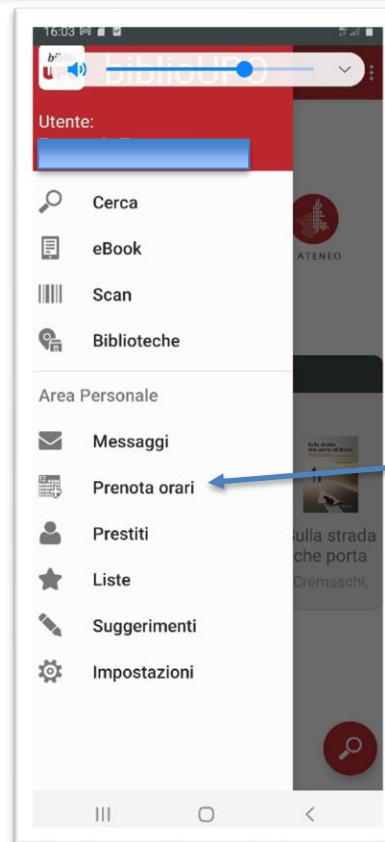 16:03
biblioUPO
Utente:
Cerca
eBook
Scan
Biblioteche
Area Personale
Messaggi
Prenota orari
Prestiti
Liste
Suggerimenti
Impostazioni
ATENEO
Sulla strada
che porta
Cremaschi,